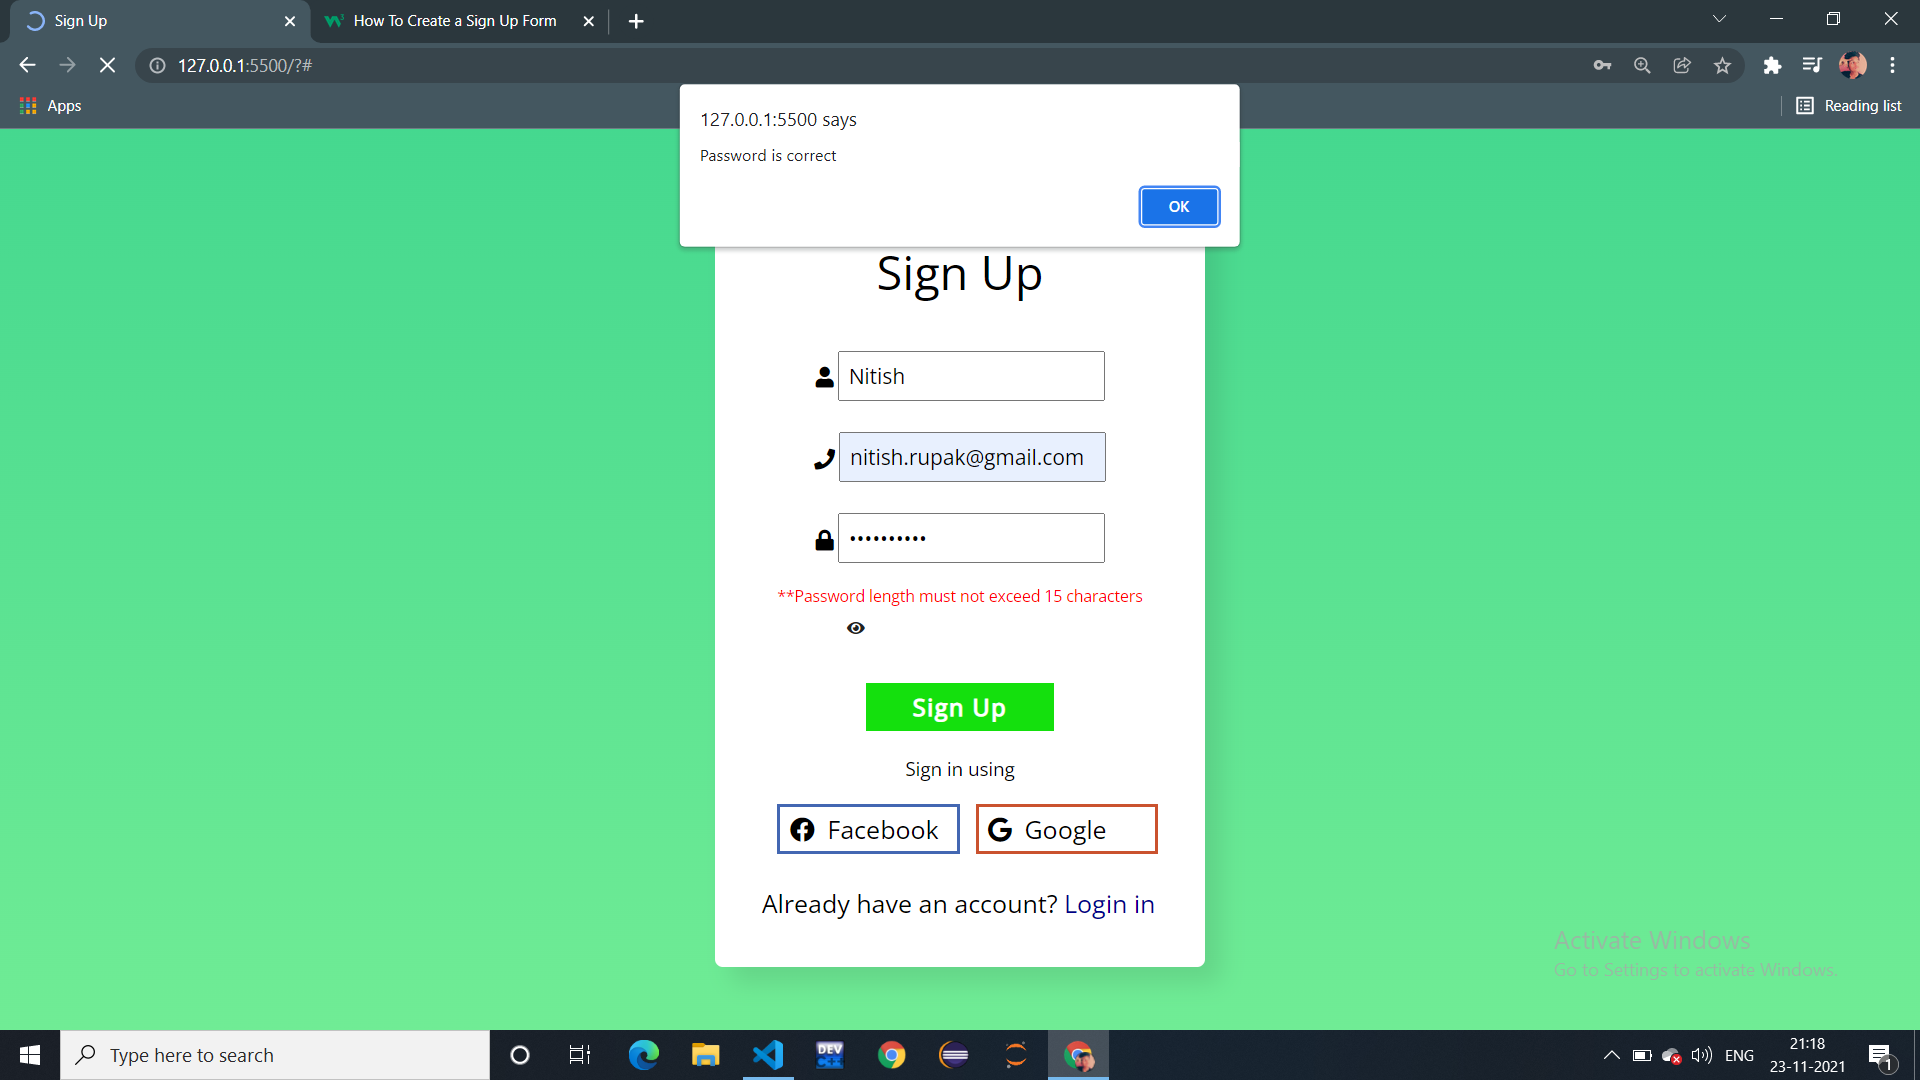 Sign Up
How To Create a Sign Up Form
127.0.0.1:5500/?#
Apps
Reading list
127.0.0.1:5500 says
Password is correct
OK
Sign Up
Nitish
nitish.rupak@gmail.com
••••••••••
**Password length must not exceed 15 characters
Sign Up
Sign in using
Facebook
Google
Already have an account? Login in
Activate Windows
Go to Settings to activate Windows.
Type here to search
DEV
ENG
21:18
23-11-2021
1